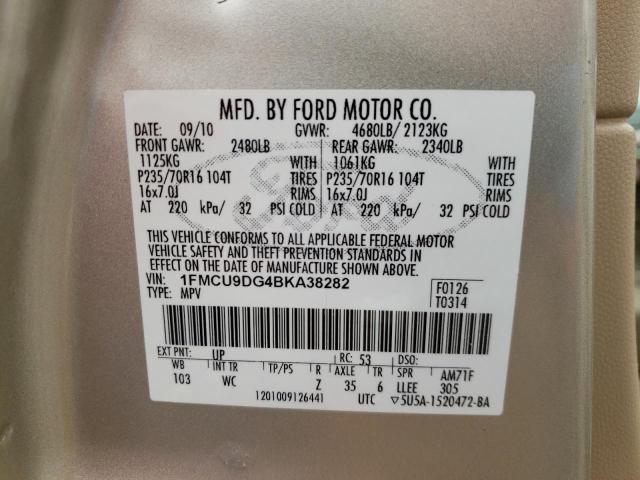 MFD. BY FORD MOTOR CO.
DATE: 09/10 GVWR: 4680LB/ 2123KG
FRONT GAWR: 2480LB REAR GAWR: 2340LB
1125KG WITH 1061KG WITH
P235/70R16 104T TIRES P235/70R16 104T TIRES
16x7.0J RIMS 16x7.0J RIMS
AT 220 kPa/ 32 PSI COLD AT 220 kPa/ 32 PSI COLD
THIS VEHICLE CONFORMS TO ALL APPLICABLE FEDERAL MOTOR
VEHICLE SAFETY AND THEFT PREVENTION STANDARDS IN
EFFECT ON THE DATE OF MANUFACTURE SHOWN ABOVE.
VIN: 1FMCU9DG4BKA38282 F0126
TYPE: MPV T0314
EXT PNT: UP RC: 53 DSO:
WB INT TR TP/PS R AXLE TR SPR AM71F
103 WC Z 35 6 LLEE 305
1201009126441 UTC ▽5U5A-1520472-BA